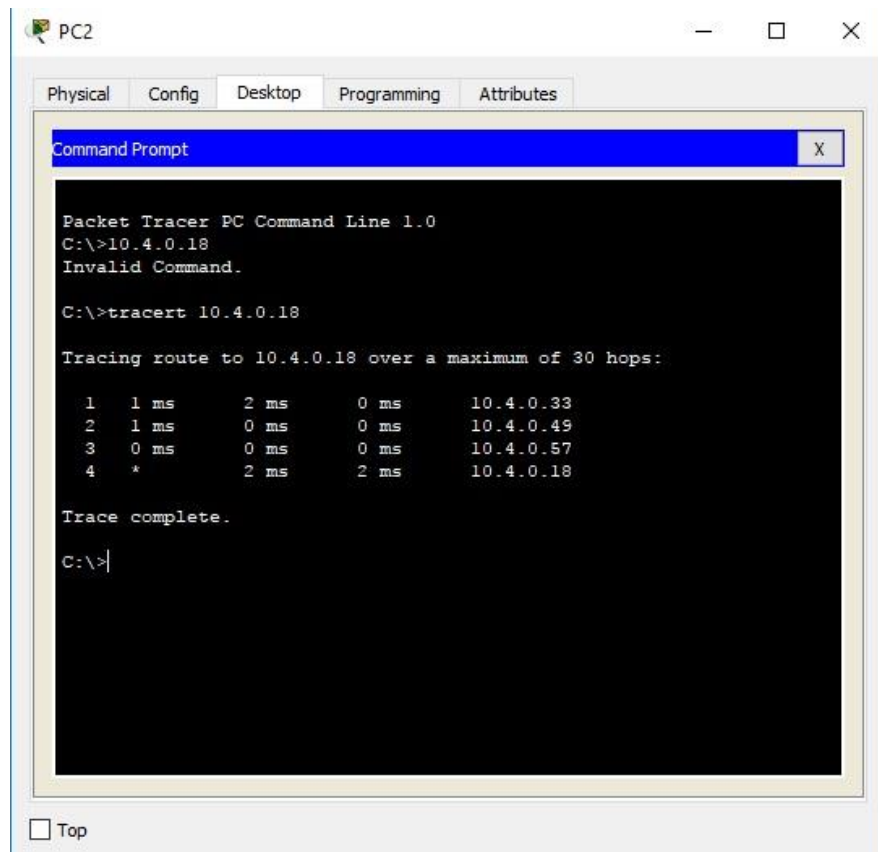 PC2
Physical Config Desktop Programming Attributes
Command Prompt X
Packet Tracer PC Command Line 1.0
C:\>10.4.0.18
Invalid Command.
C:\>tracert 10.4.0.18
Tracing route to 10.4.0.18 over a maximum of 30 hops:
1 1 ms 2 ms 0 ms 10.4.0.33
2 1 ms 0 ms 0 ms 10.4.0.49
3 0 ms 0 ms 0 ms 10.4.0.57
4 * 2 ms 2 ms 10.4.0.18
Trace complete.
C:\>
Top